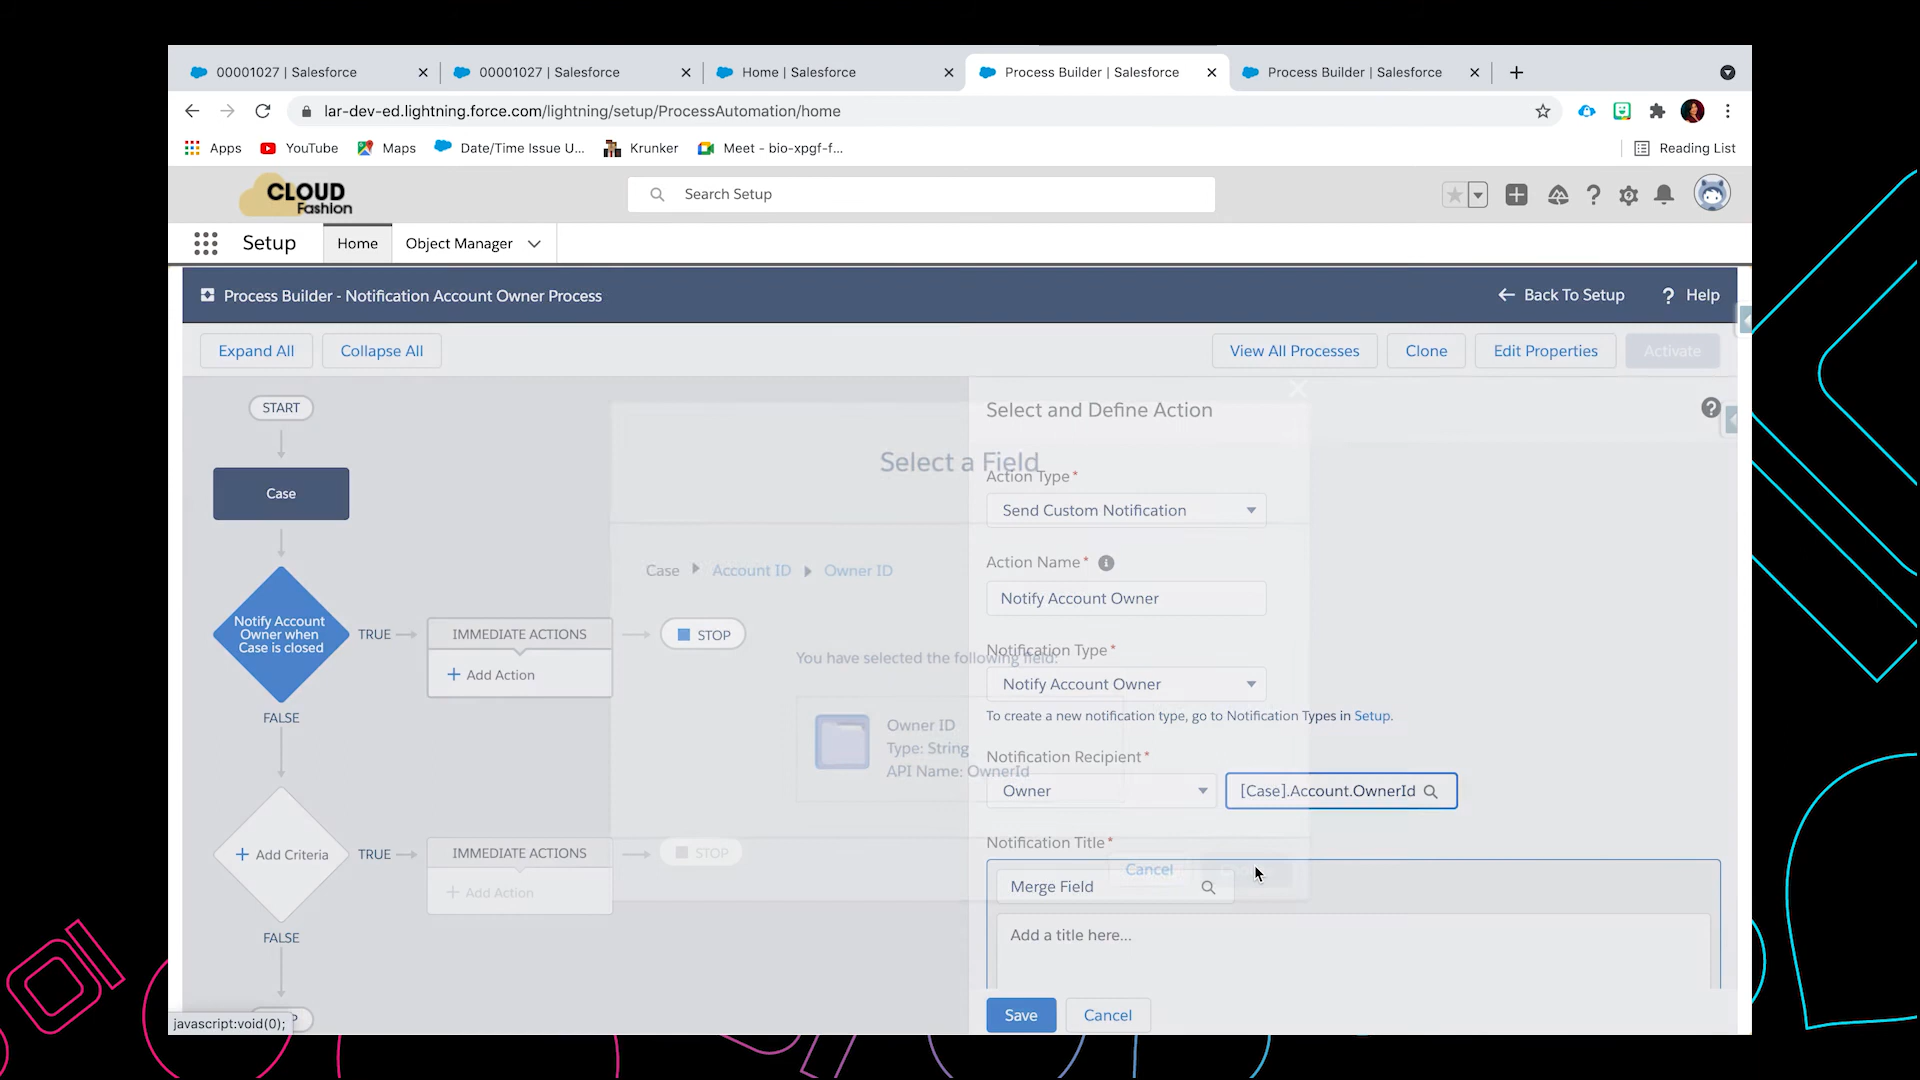 00001027 | Salesforce
00001027 | Salesforce
Home | Salesforce
Process Builder | Salesforce
Process Builder | Salesforce
lar-dev-ed.lightning.force.com/lightning/setup/ProcessAutomation/home
Apps
YouTube
Maps
Date/Time Issue U...
Krunker
Meet - bio-xpgf-f...
Reading List
CLOUD
Fashion
Search Setup
Setup
Home
Object Manager
Process Builder - Notification Account Owner Process
Back To Setup
? Help
Expand All
Collapse All
View All Processes
Clone
Edit Properties
Activate
START
Case
Notify Account
Owner when
Case is closed
TRUE
IMMEDIATE ACTIONS
+ Add Action
STOP
FALSE
+ Add Criteria
TRUE
IMMEDIATE ACTIONS
+ Add Action
STOP
FALSE
javascript:void(0);
Select a Field
Case
Account ID
Owner ID
You have selected the following field:
Owner ID
Type: String
API Name: OwnerId
Cancel
Select and Define Action
Action Type*
Send Custom Notification
Action Name*
Notify Account Owner
Notification Type*
Notify Account Owner
To create a new notification type, go to Notification Types in Setup.
Notification Recipient*
Owner
[Case].Account.OwnerId
Notification Title*
Merge Field
Add a title here...
Save
Cancel